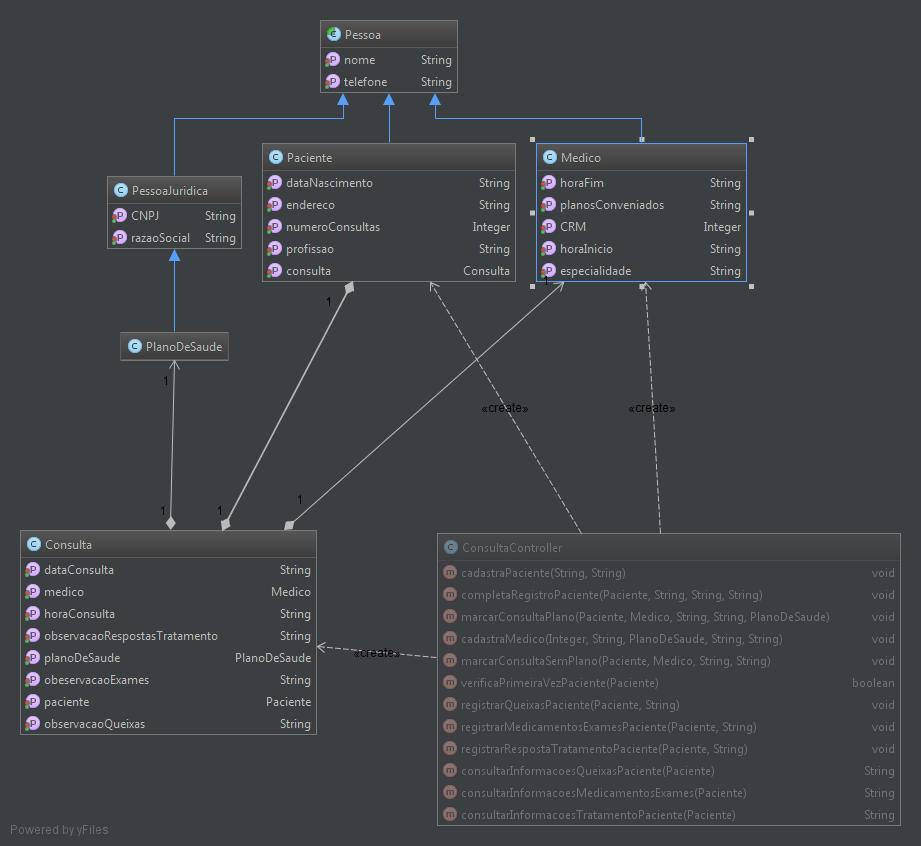 Pessoa
nome String
telefone String
PessoaJuridica
CNPJ String
razaoSocial String
Paciente
dataNascimento String
endereco String
numeroConsultas Integer
profissao String
consulta Consulta
Medico
horaFim String
planosConveniados String
CRM Integer
horaInicio String
especialidade String
1
1
PlanoDeSaude
1
«create»
«create»
1
1
1
Consulta
dataConsulta String
medico Medico
horaConsulta String
observacaoRespostasTratamento String
planoDeSaude PlanoDeSaude
obeservacaoExames String
paciente Paciente
observacaoQueixas String
«create»
ConsultaController
cadastraPaciente(String, String) void
completaRegistroPaciente(Paciente, String, String, String) void
marcarConsultaPlano(Paciente, Medico, String, String, PlanoDeSaude) void
cadastraMedico(Integer, String, PlanoDeSaude, String, String) void
marcarConsultaSemPlano(Paciente, Medico, String, String) void
verificaPrimeiraVezPaciente(Paciente) boolean
registrarQueixasPaciente(Paciente, String) void
registrarMedicamentosExamesPaciente(Paciente, String) void
registrarRespostaTratamentoPaciente(Paciente, String) void
consultarInformacoesQueixasPaciente(Paciente) String
consultarInformacoesMedicamentosExames(Paciente) String
consultarInformacoesTratamentoPaciente(Paciente) String
Powered by yFiles